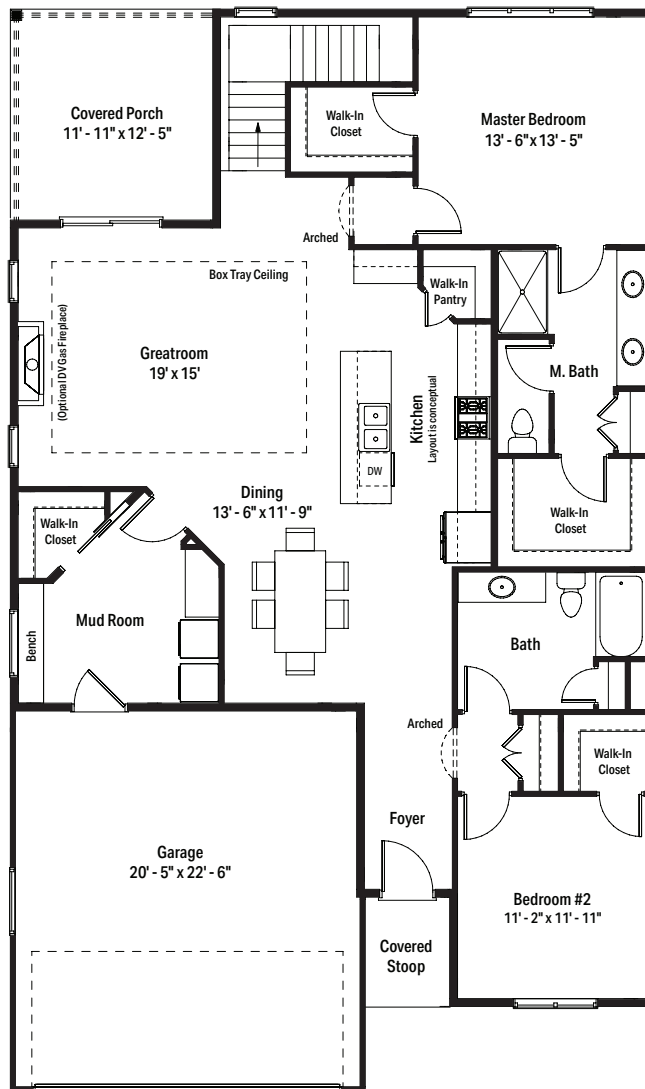 Covered Porch
11' - 11" x 12' - 5"
Walk-In
Closet
Master Bedroom
13' - 6" x 13' - 5"
Arched
Box Tray Ceiling
Walk-In
Pantry
(Optional DV Gas Fireplace)
Greatroom
19' x 15'
M. Bath
Kitchen
Layout is conceptual
DW
Dining
13' - 6" x 11' - 9"
Walk-In
Closet
Walk-In
Closet
Mud Room
Bench
Bath
Arched
Walk-In
Closet
Foyer
Garage
20' - 5" x 22' - 6"
Bedroom #2
11' - 2" x 11' - 11"
Covered
Stoop